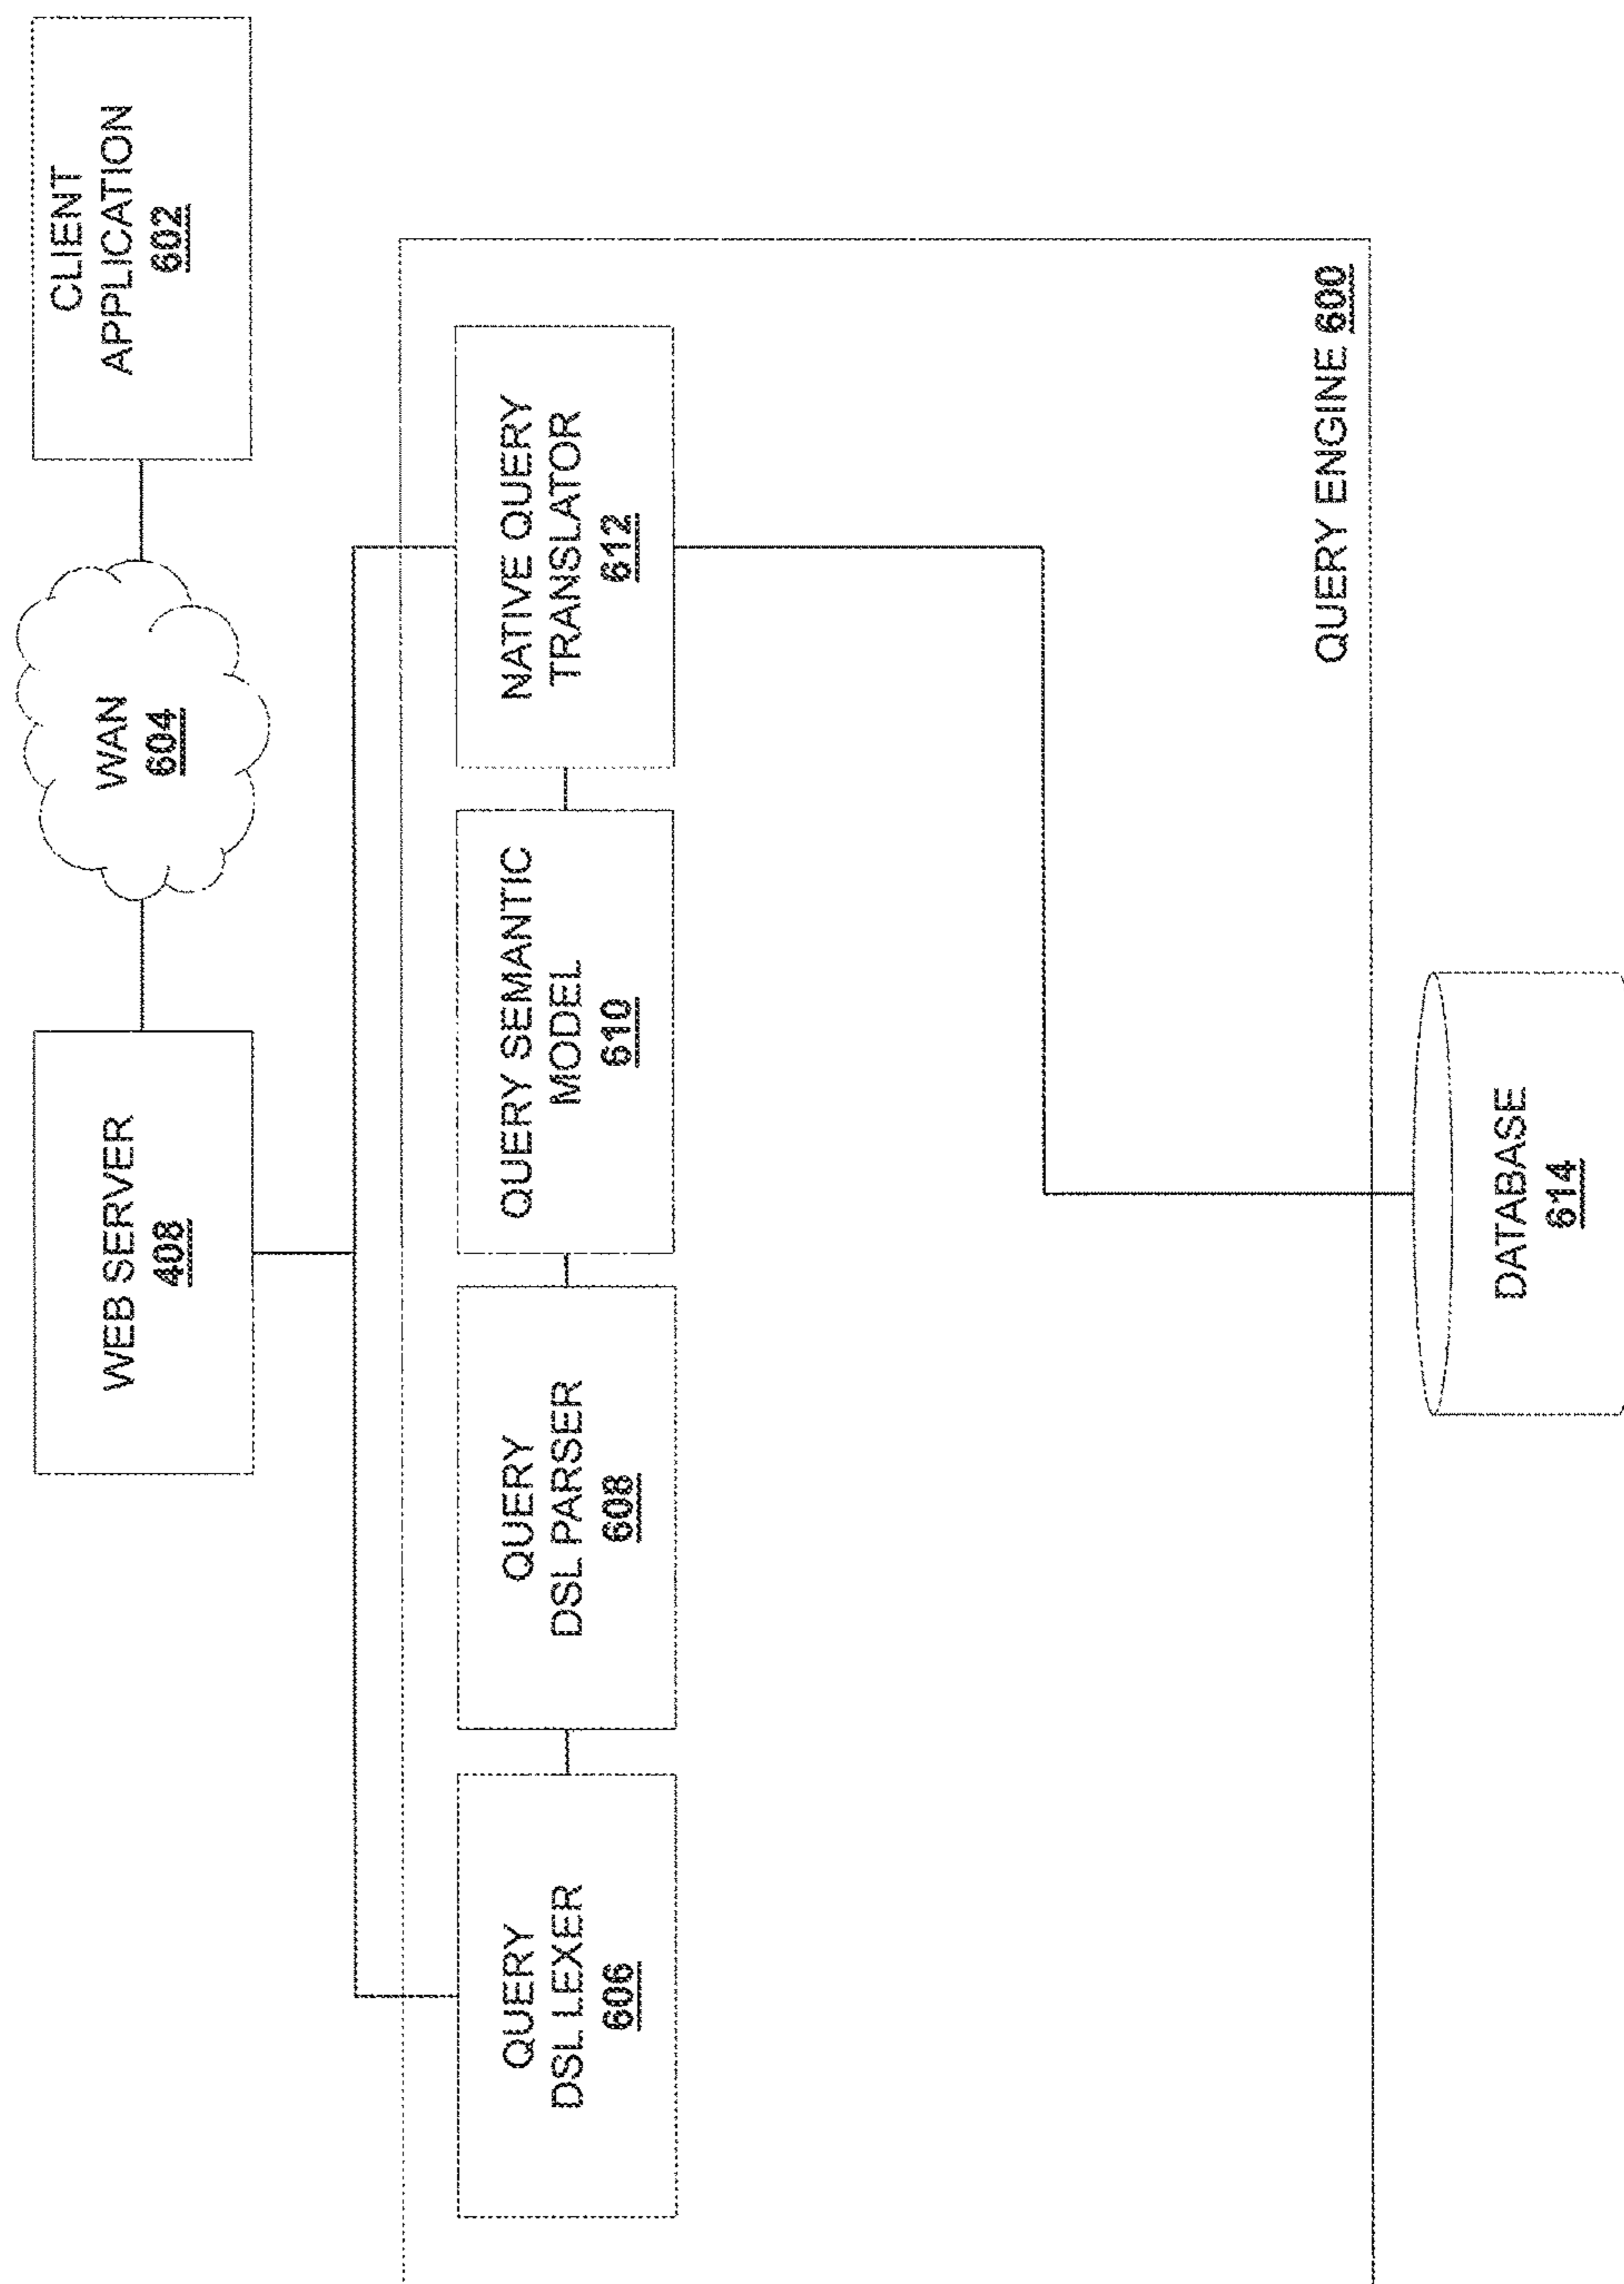 CLIENT
APPLICATION
602
WAN
604
WEB SERVER
408
QUERY
DSL LEXER
606
QUERY
DSL PARSER
608
QUERY SEMANTIC
MODEL
610
NATIVE QUERY
TRANSLATOR
612
QUERY ENGINE 600
DATABASE
614